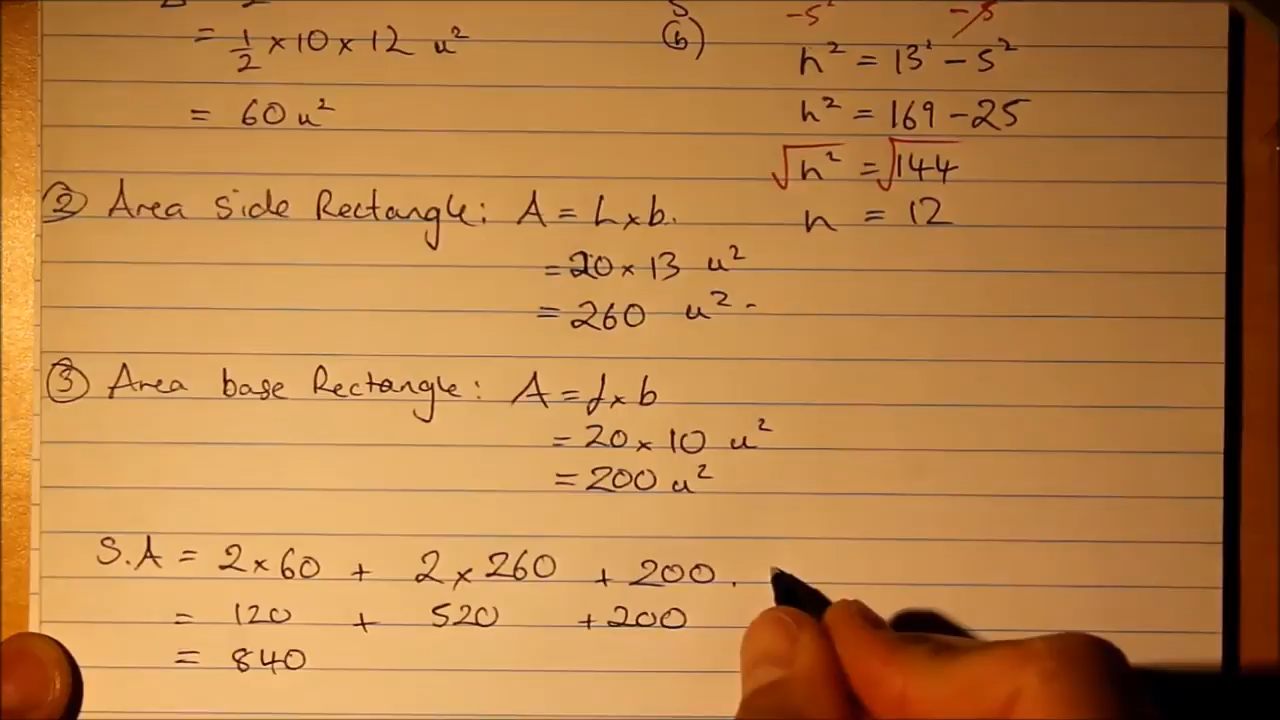 = 1/2 × 10 × 12 u²
= 60 u²
② Area Side Rectangle: A = L × b.
= 20 × 13 u²
= 260 u²
③ Area base Rectangle: A = l × b
= 20 × 10 u²
= 200 u²
S.A = 2 × 60 + 2 × 260 + 200.
= 120 + 520 + 200
= 840
-5² -5²
(b) h² = 13² - 5²
h² = 169 - 25
√h² = √144
h = 12